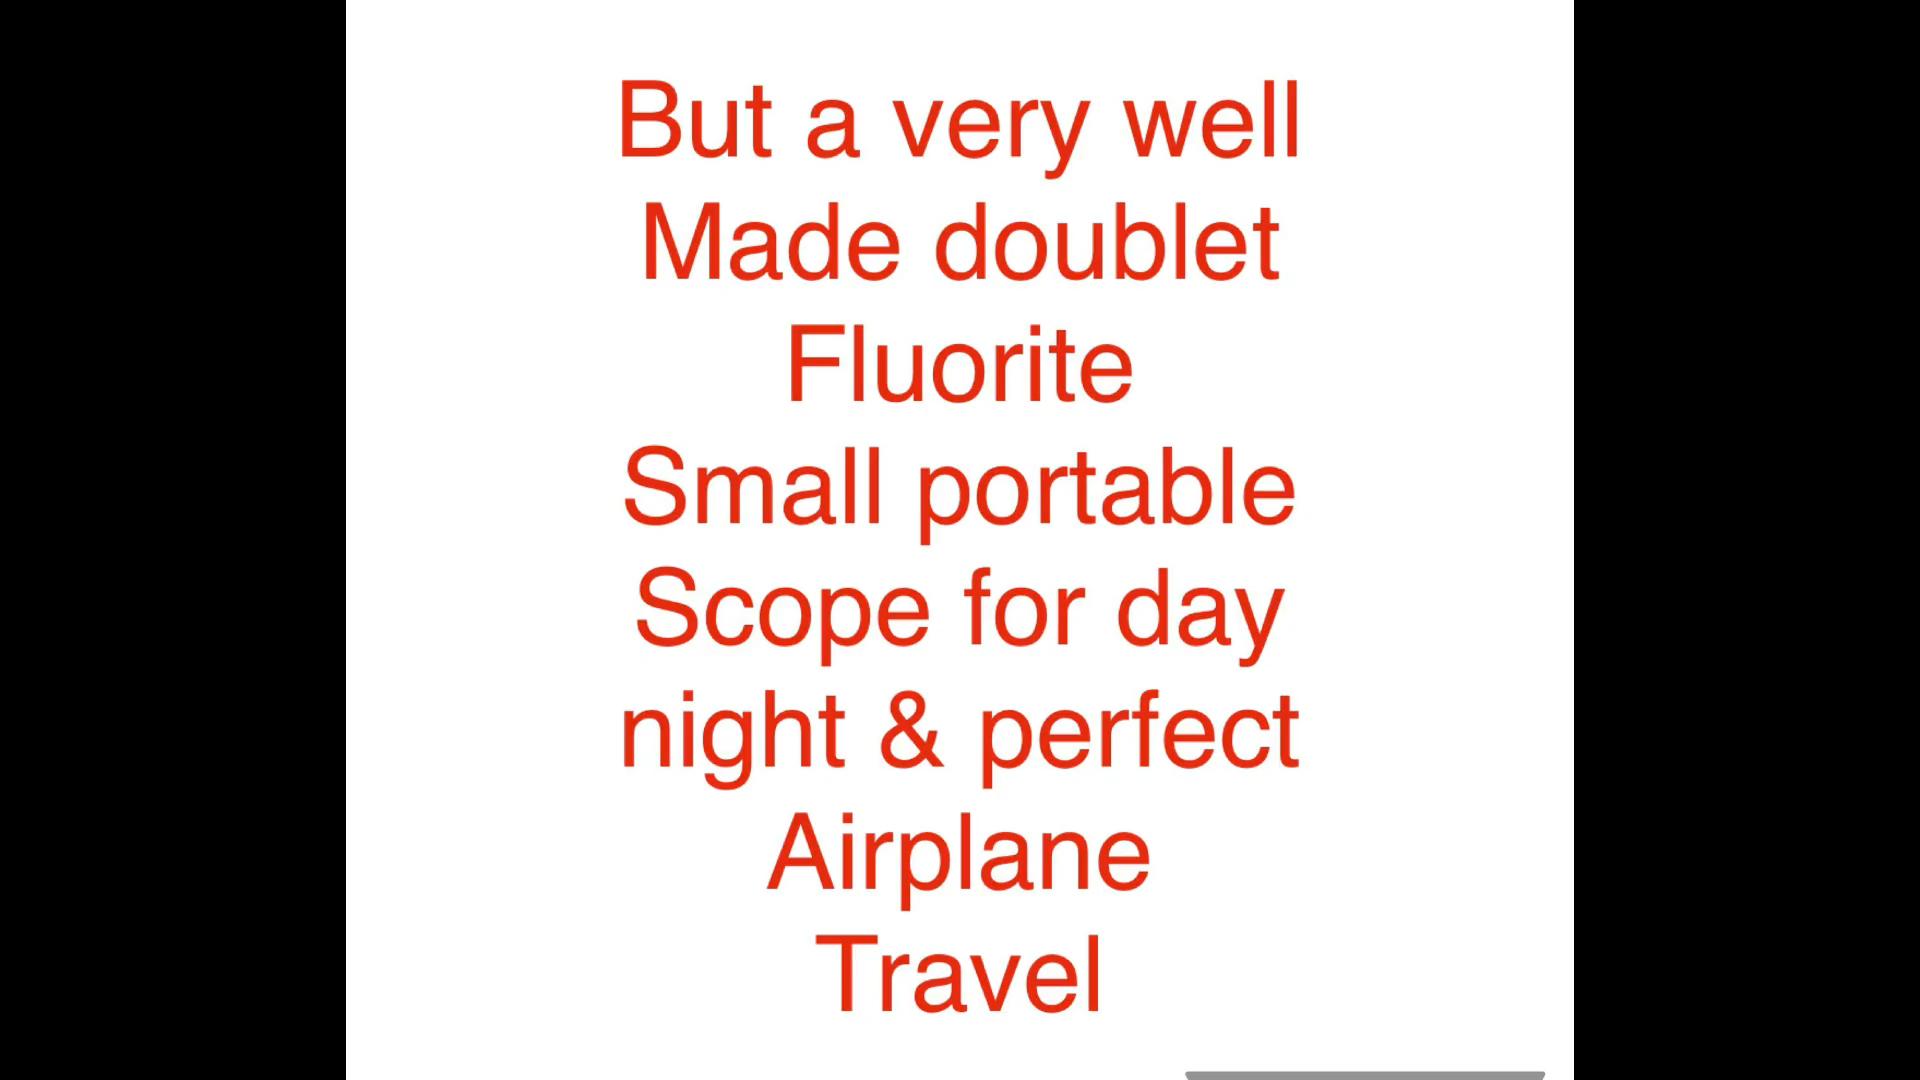 But a very well
Made doublet
Fluorite
Small portable
Scope for day
night & perfect
Airplane
Travel